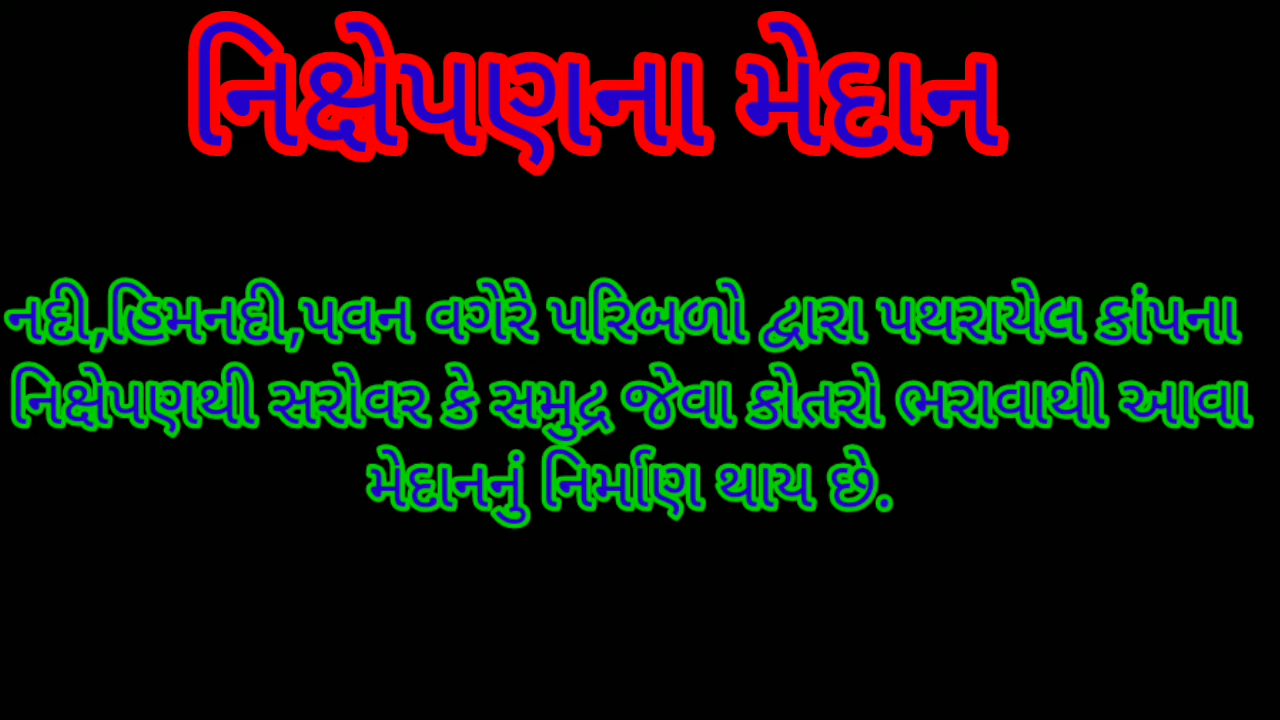 નિક્ષેપણના મેદાન
નદી,હિમનદી,પવન વગેરે પરિબળો દ્વારા પથરાયેલ કાંપના
નિક્ષેપણથી સરોવર કે સમુદ્ર જેવા કોતરો ભરાવાથી આવા
મેદાનનું નિર્માણ થાય છે.